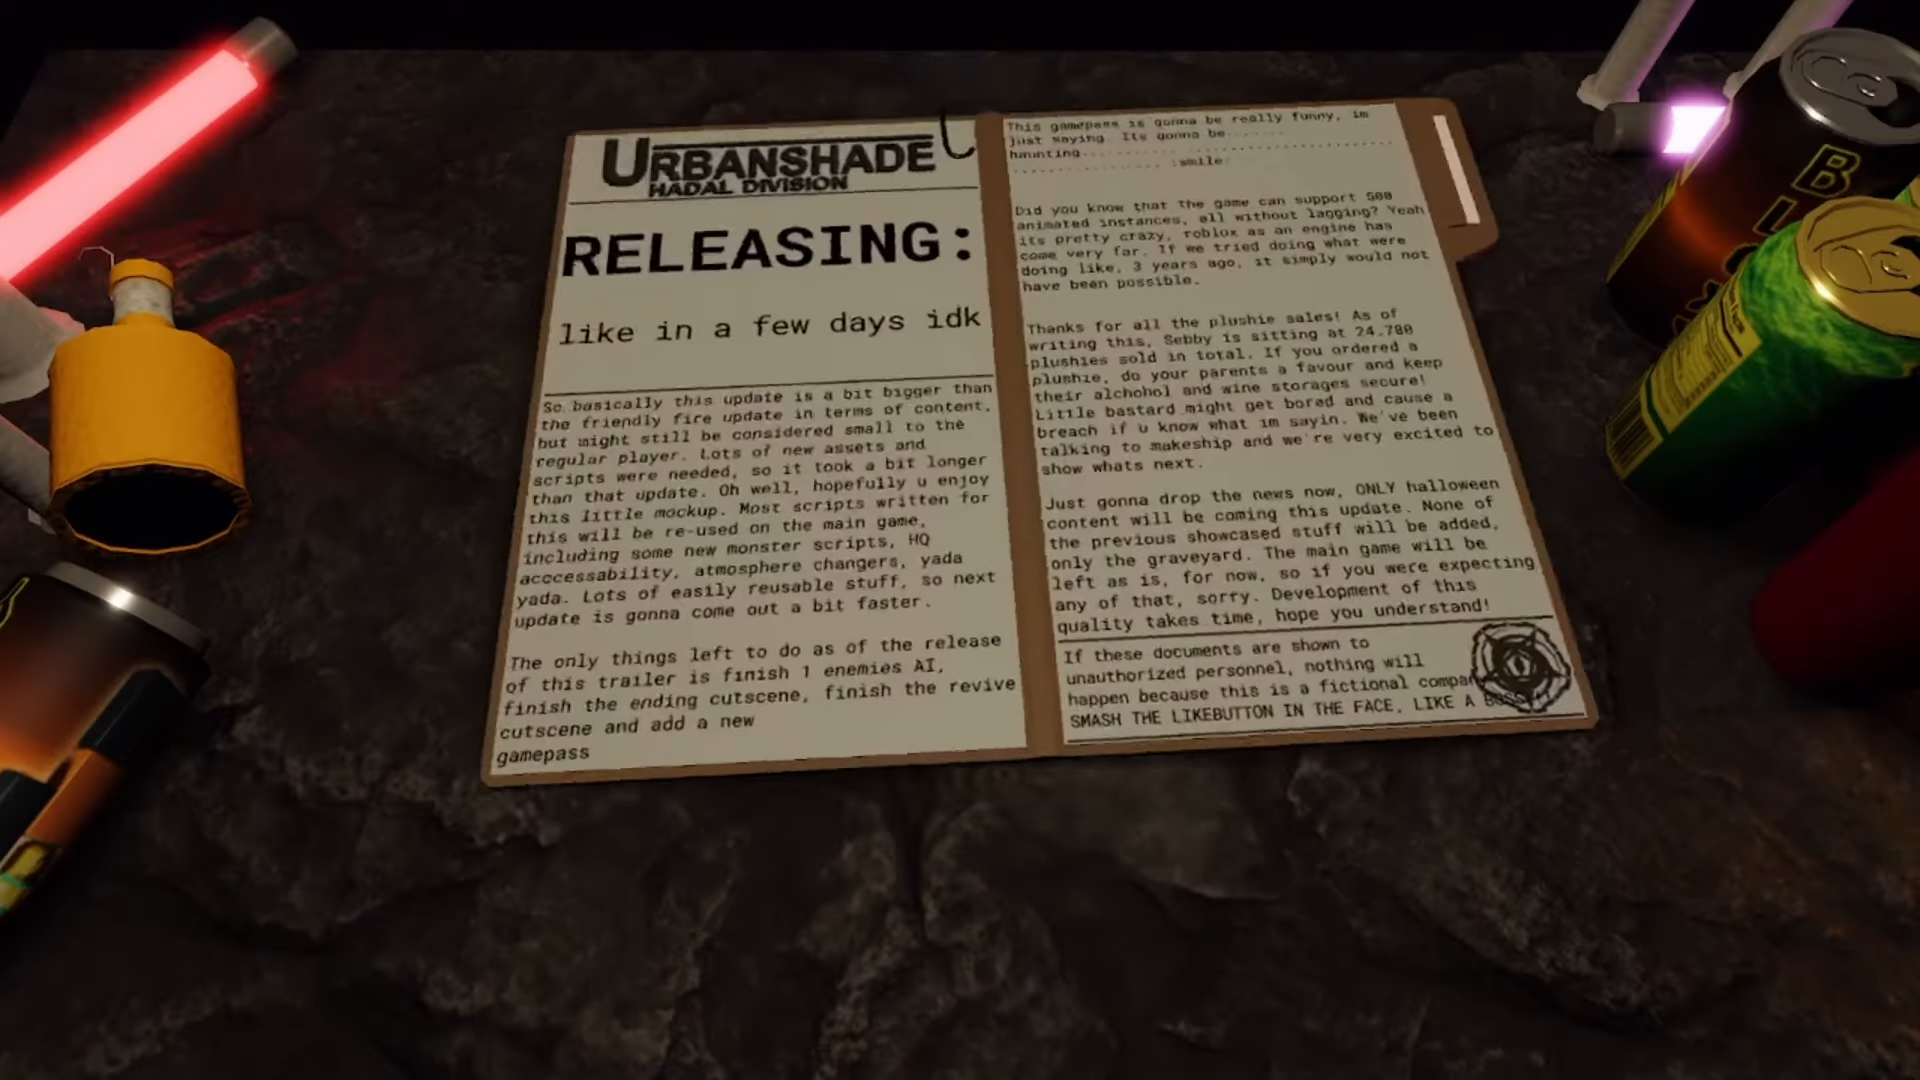 URBANSHADE
HADAL DIVISION
RELEASING:
like in a few days idk
So basically this update is a bit bigger than
the friendly fire update in terms of content,
but might still be considered small to the
regular player. Lots of new assets and
scripts were needed, so it took a bit longer
than that update. Oh well, hopefully u enjoy
this little mockup. Most scripts written for
this will be re-used on the main game,
including some new monster scripts, HQ
acccessability, atmosphere changers, yada
yada. Lots of easily reusable stuff, so next
update is gonna come out a bit faster.
The only things left to do as of the release
of this trailer is finish 1 enemies AI,
finish the ending cutscene, finish the revive
cutscene and add a new
gamepass
This gamepass is gonna be really funny, im
just saying. Its gonna be.......
haunting...........
:smile:
Did you know that the game can support 500
animated instances, all without lagging? Yeah
its pretty crazy, roblox as an engine has
come very far. If we tried doing what were
doing like, 3 years ago, it simply would not
have been possible.
Thanks for all the plushie sales! As of
writing this, Sebby is sitting at 24.780
plushies sold in total. If you ordered a
plushie, do your parents a favour and keep
their alchohol and wine storages secure!
Little bastard might get bored and cause a
breach if u know what im sayin. We've been
talking to makeship and we're very excited to
show whats next.
Just gonna drop the news now, ONLY halloween
content will be coming this update. None of
the previous showcased stuff will be added,
only the graveyard. The main game will be
left as is, for now, so if you were expecting
any of that, sorry. Development of this
quality takes time, hope you understand!
If these documents are shown to
unauthorized personnel, nothing will
happen because this is a fictional
SMASH THE LIKEBUTTON IN THE FACE, LIKE A BOSS